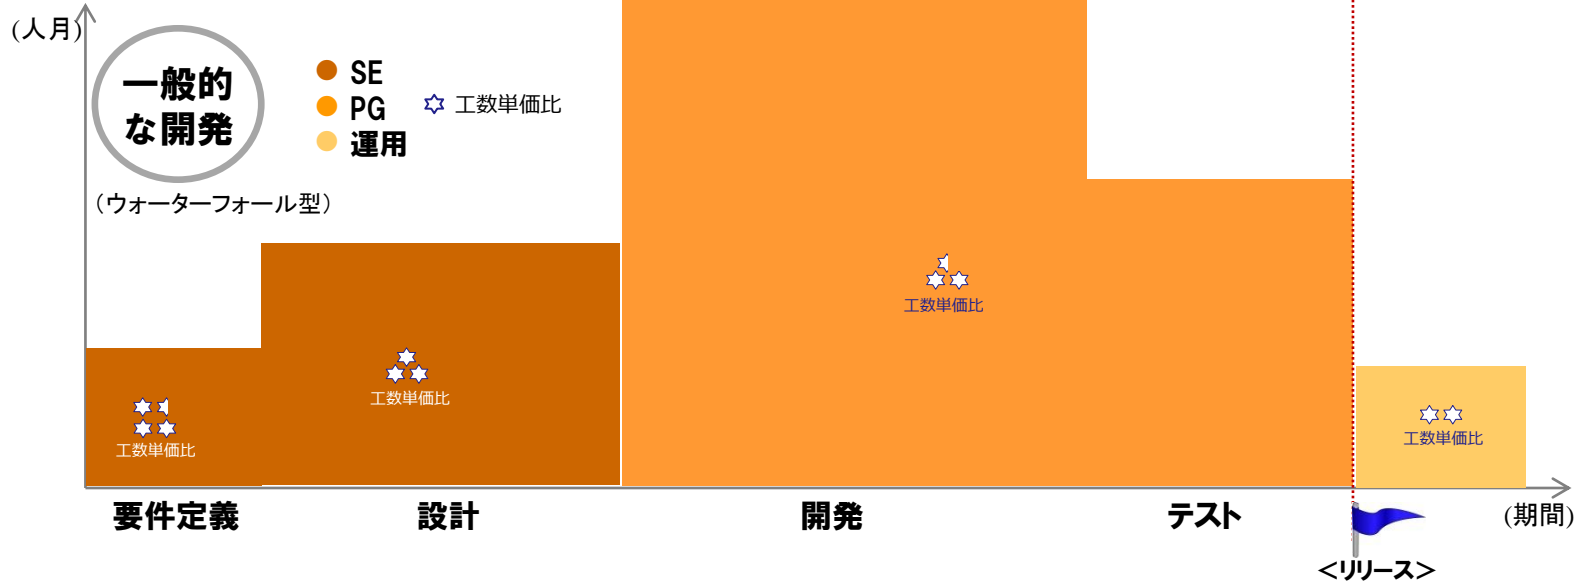 (人月)
一般的
な開発
SE
PG
運用
工数単価比
（ウォーターフォール型）
工数単価比
工数単価比
工数単価比
工数単価比
要件定義
設計
開発
テスト
(期間)
<リリース>